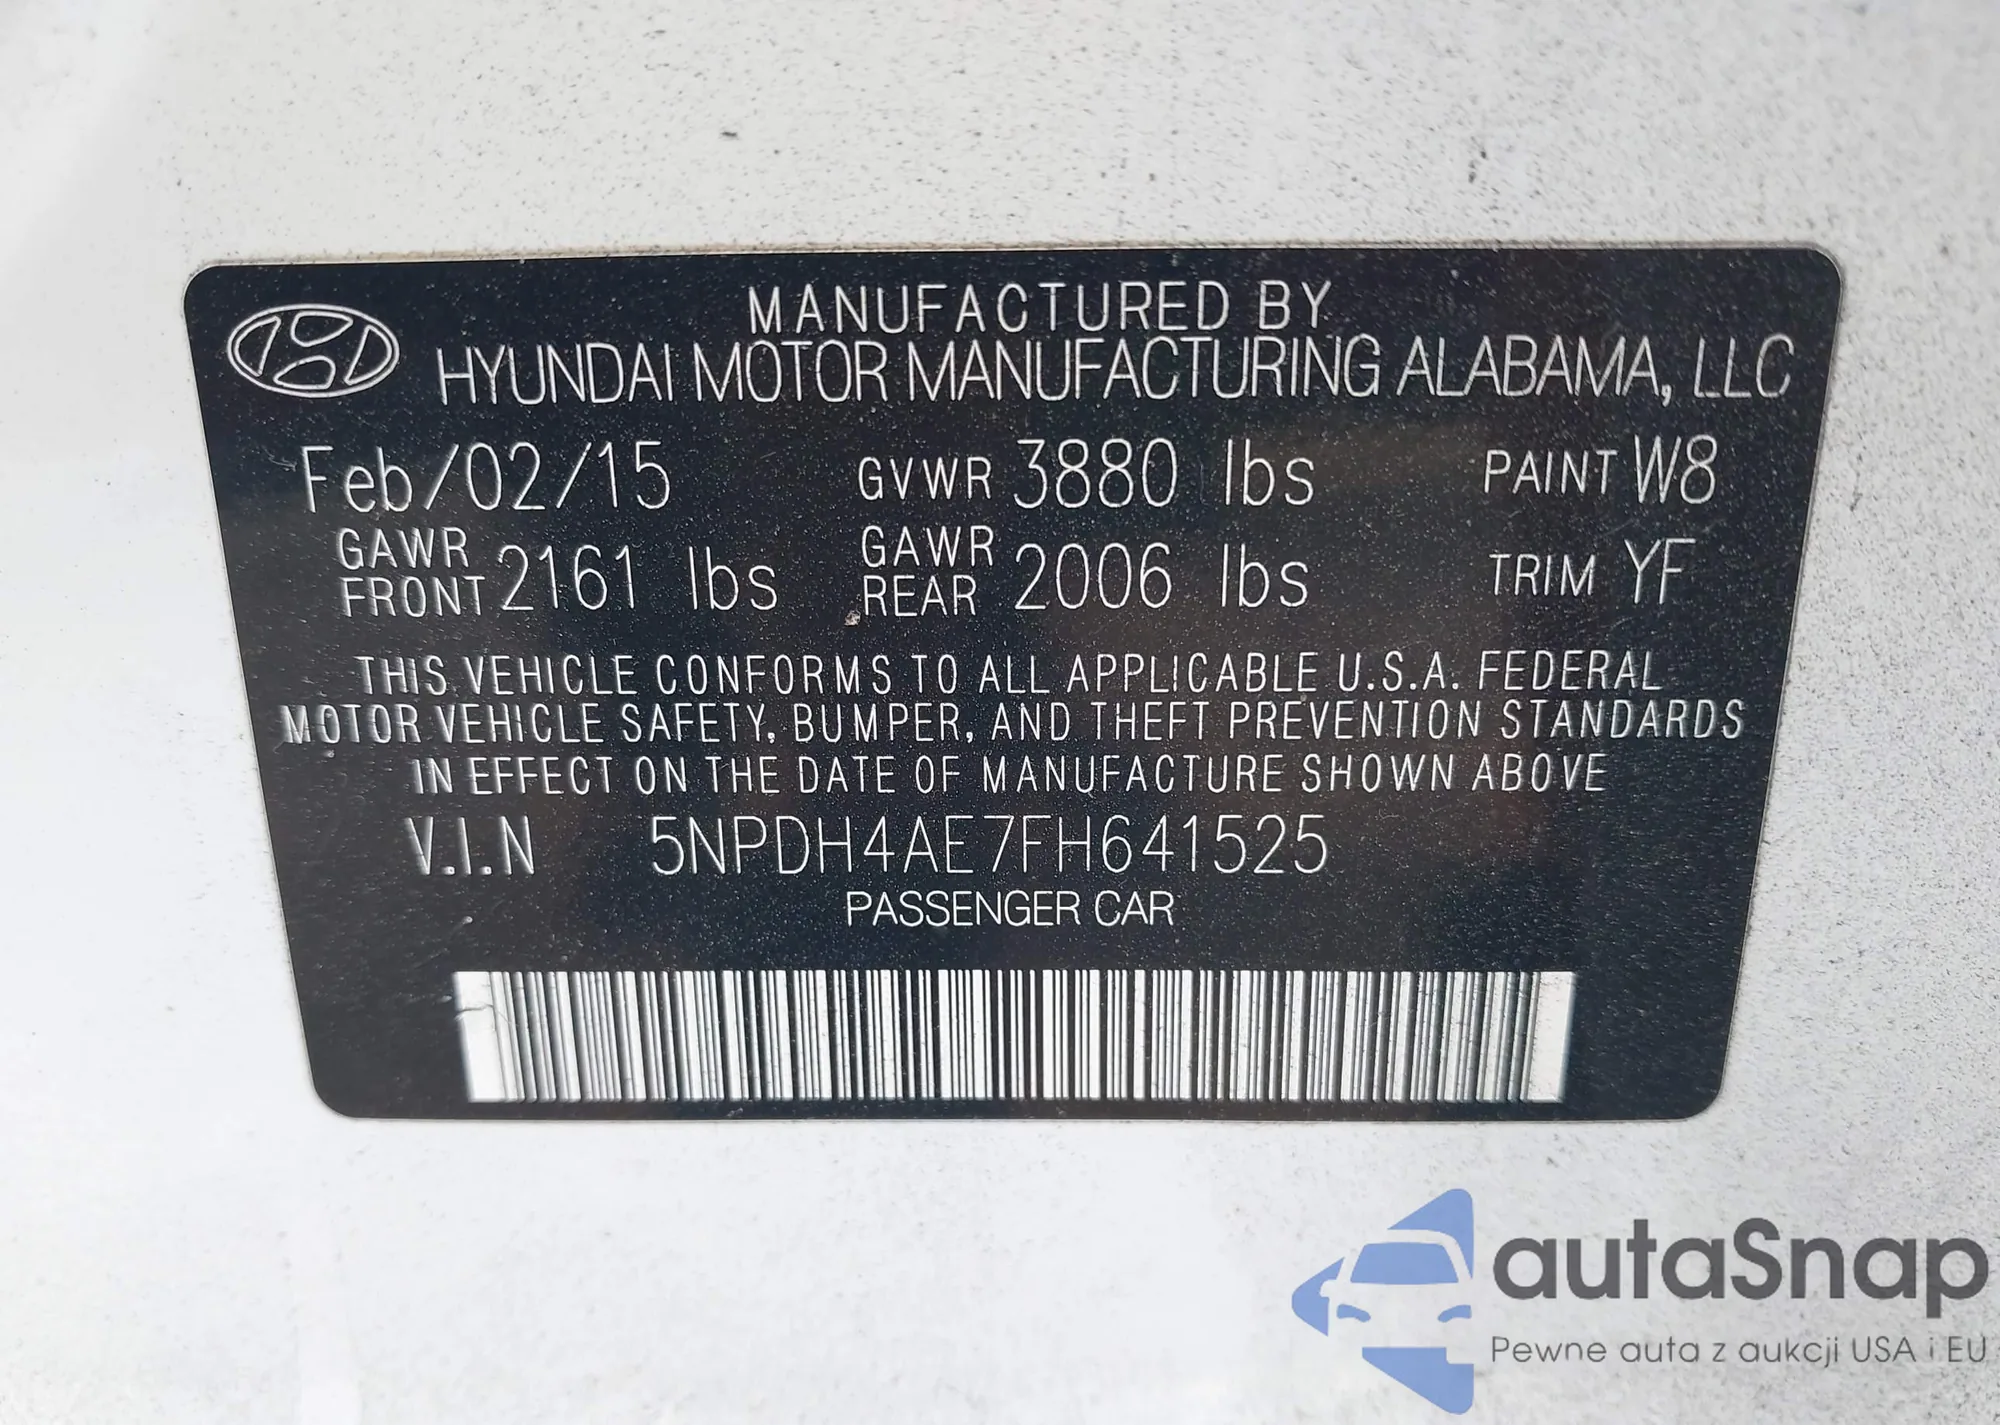 MANUFACTURED BY
HYUNDAI MOTOR MANUFACTURING ALABAMA, LLC
Feb/02/15 GVWR 3880 lbs PAINT W8
GAWR FRONT 2161 lbs GAWR REAR 2006 lbs TRIM YF
THIS VEHICLE CONFORMS TO ALL APPLICABLE U.S.A. FEDERAL
MOTOR VEHICLE SAFETY, BUMPER, AND THEFT PREVENTION STANDARDS
IN EFFECT ON THE DATE OF MANUFACTURE SHOWN ABOVE
V.I.N 5NPDH4AE7FH641525
PASSENGER CAR
autaSnap
Pewne auta z aukcji USA i EU